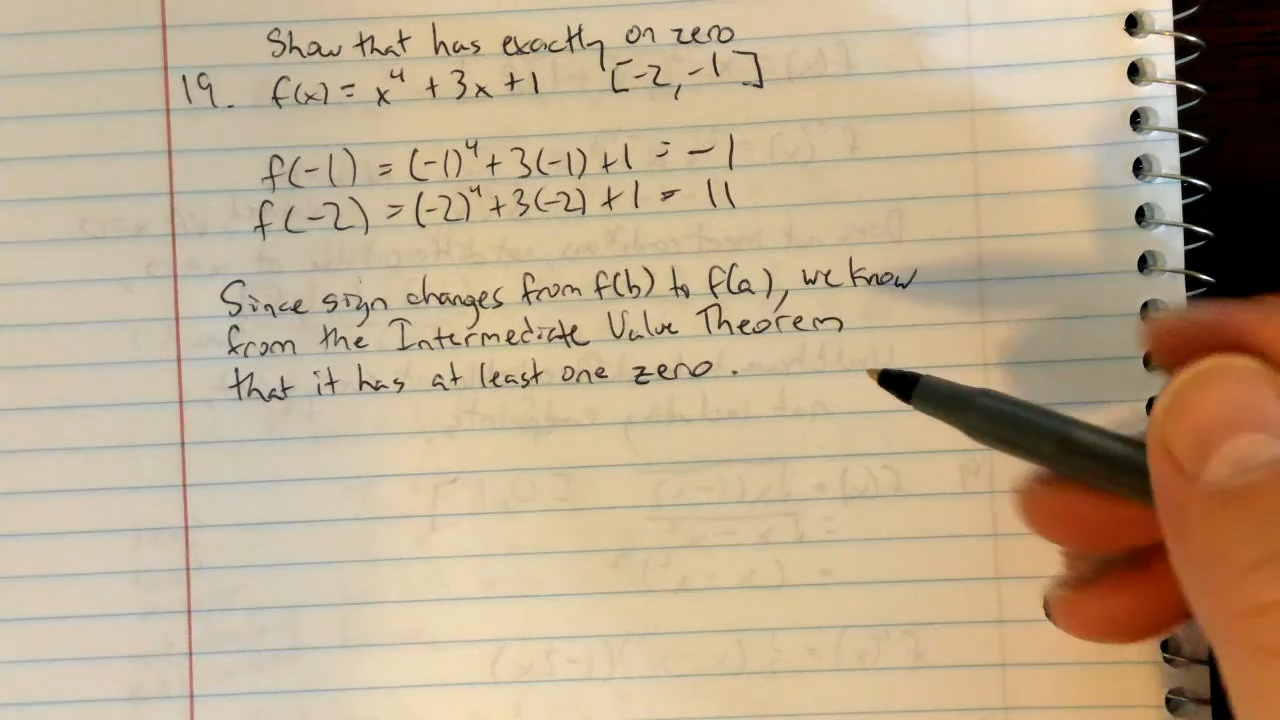 Show that has exactly on zero
19. f(x) = x⁴ + 3x + 1 [-2, -1]
f(-1) = (-1)⁴ + 3(-1) + 1 = -1
f(-2) = (-2)⁴ + 3(-2) + 1 = 11
Since sign changes from f(b) to f(a), we know
from the Intermediate Value Theorem
that it has at least one zero.